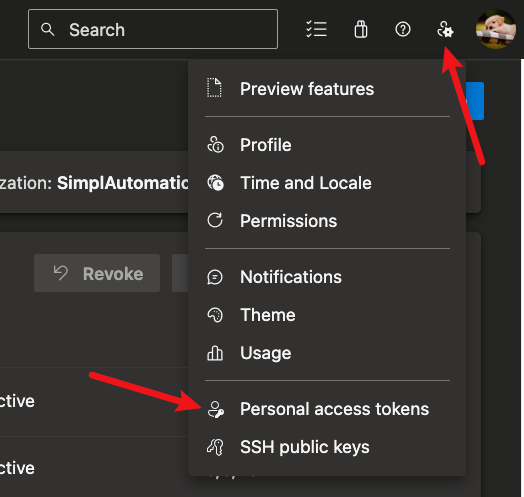 Search
Preview features
Profile
zation: SimplAutomatic
Time and Locale
Permissions
Revoke
Notifications
Theme
Usage
ctive
Personal access tokens
SSH public keys
ctive